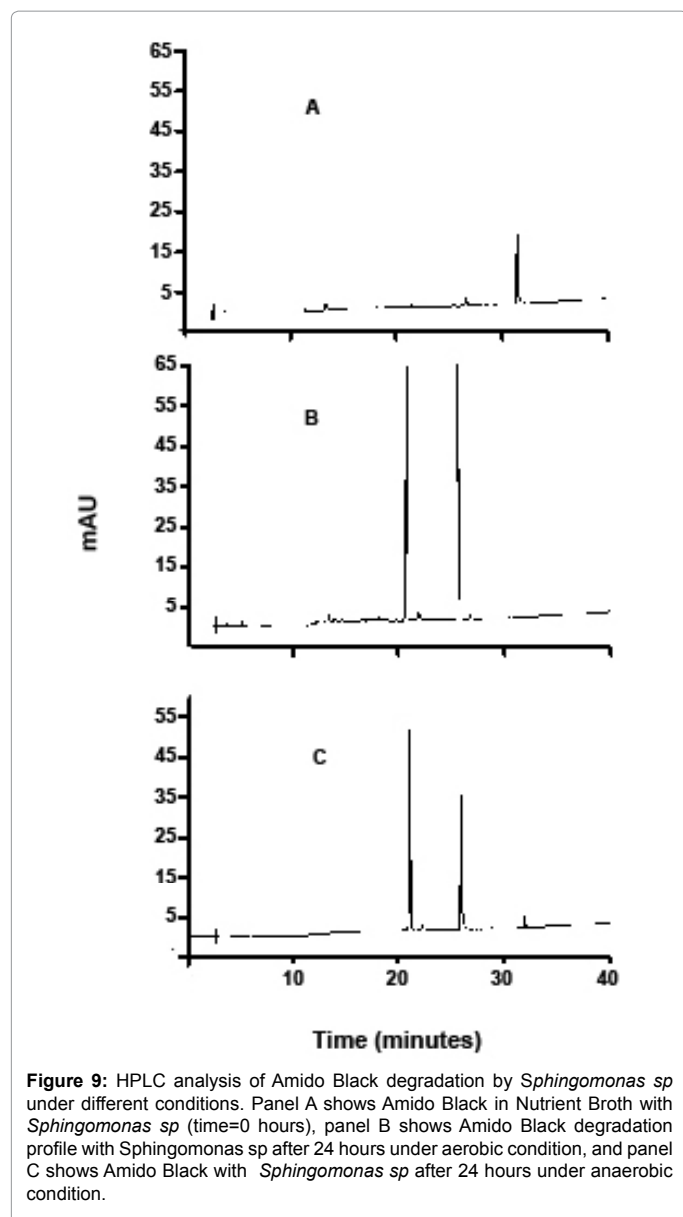 65
55
45
35
25
15
5
A
65
55
45
35
25
15
5
B
mAU
55
45
35
25
15
5
C
10
20
30
40
Time (minutes)
Figure 9: HPLC analysis of Amido Black degradation by Sphingomonas sp
under different conditions. Panel A shows Amido Black in Nutrient Broth with
Sphingomonas sp (time=0 hours), panel B shows Amido Black degradation
profile with Sphingomonas sp after 24 hours under aerobic condition, and panel
C shows Amido Black with Sphingomonas sp after 24 hours under anaerobic
condition.